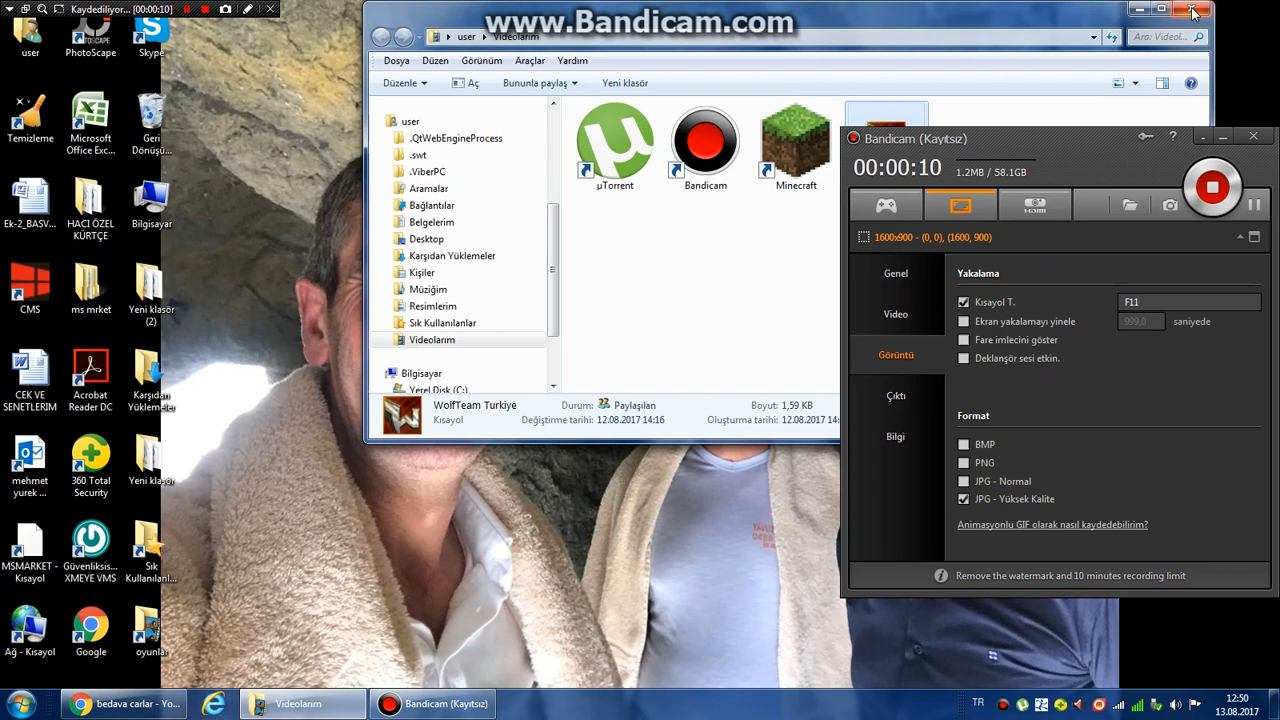 Kaydediliyor... [00:00:10]
www.Bandicam.com
user
PhotoScape
Skype
Temizleme
Microsoft Office Exc...
Geri Dönüşü...
Ek-2_BASV...
HACI ÖZEL KÜRTÇE
Bilgisayar
CMS
ms mrket
Yeni klasör (2)
CEK VE SENETLERIM
Acrobat Reader DC
Karşıdan Yüklemeler
mehmet yurek ...
360 Total Security
Yeni klasör
MSMARKET - Kısayol
Güvenliksis... XMEYE VMS
Sık Kullanılanl...
Ağ - Kısayol
Google
oyunlar
user
Videolarım
Ara: Videol...
Dosya Düzen Görünüm Araçlar Yardım
Düzenle Aç Bununla paylaş Yeni klasör
user
.QtWebEngineProcess
.swt
.ViberPC
Aramalar
Bağlantılar
Belgelerim
Desktop
Karşıdan Yüklemeler
Kişiler
Müziğim
Resimlerim
Sık Kullanılanlar
Videolarım
Bilgisayar
Yerel Disk (C:)
µTorrent
Bandicam
Minecraft
WolfTeam Turkiye
Kısayol
Durum: Paylaşılan
Değiştirme tarihi: 12.08.2017 14:16
Boyut: 1,59 KB
Oluşturma tarihi: 12.08.2017 14:
Bandicam (Kayıtsız)
00:00:10
1.2MB / 58.1GB
HDMI
1600x900 - (0, 0), (1600, 900)
Genel
Video
Görüntü
Çıktı
Bilgi
Yakalama
Kısayol T. F11
Ekran yakalamayı yinele 999,0 saniyede
Fare imlecini göster
Deklanşör sesi etkin.
Format
BMP
PNG
JPG - Normal
JPG - Yüksek Kalite
Animasyonlu GIF olarak nasıl kaydedebilirim?
Remove the watermark and 10 minutes recording limit
bedava carlar - Yo...
Videolarım
Bandicam (Kayıtsız)
TR
12:50
13.08.2017